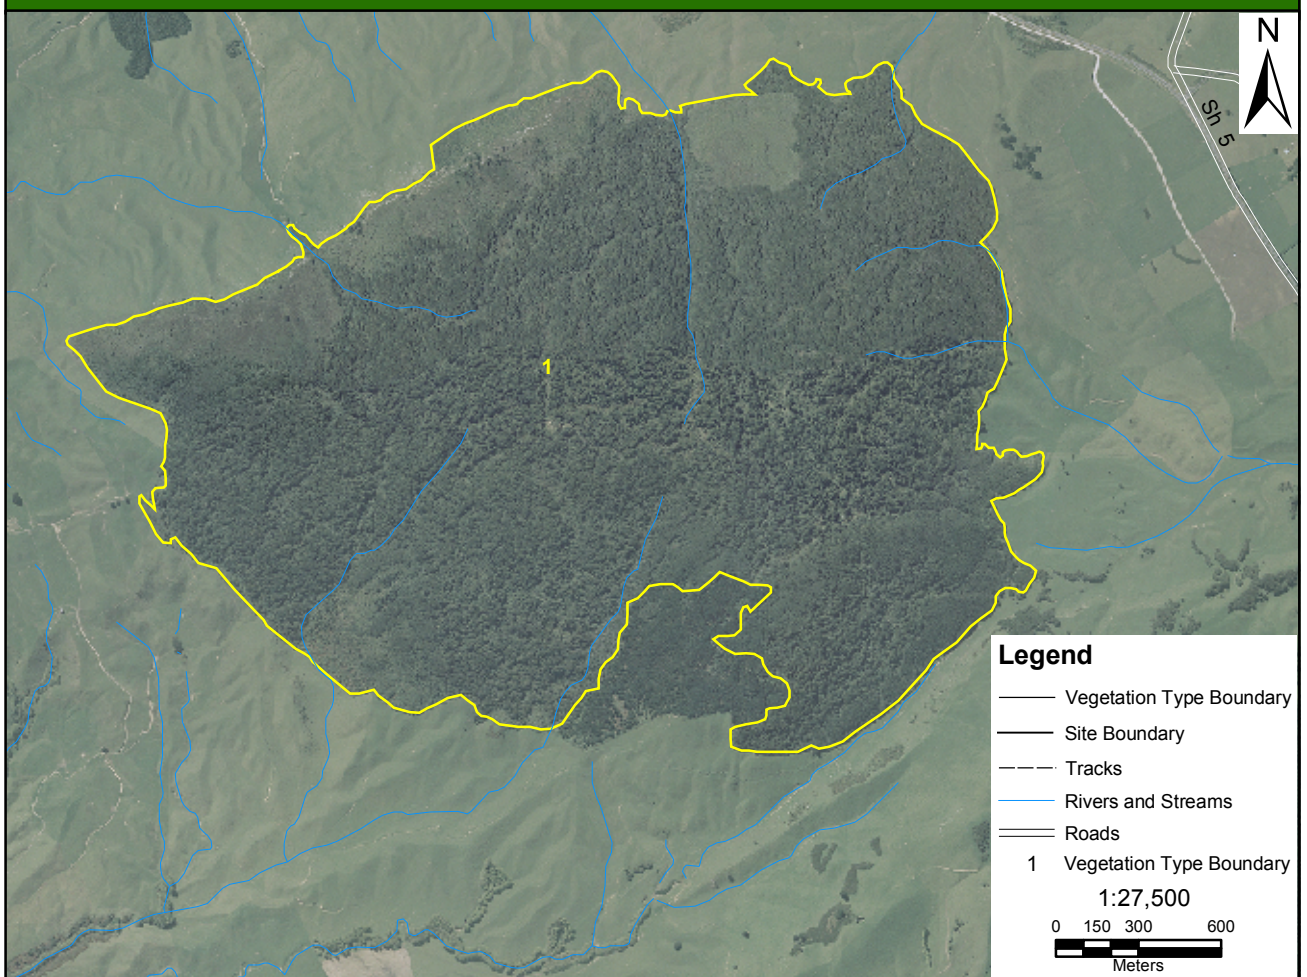 N
Sh 5
1
Legend
Vegetation Type Boundary
Site Boundary
Tracks
Rivers and Streams
Roads
1 Vegetation Type Boundary
1:27,500
0 150 300 600
Meters